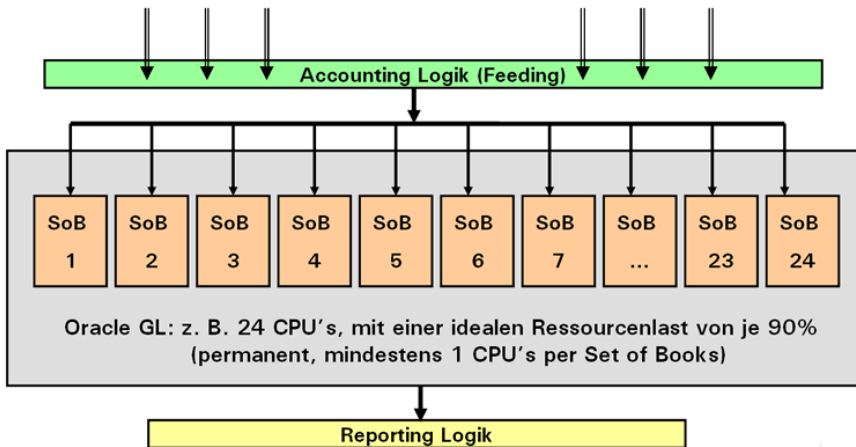 Accounting Logik (Feeding)
SoB SoB SoB SoB SoB SoB SoB SoB SoB SoB
1 2 3 4 5 6 7 ... 23 24
Oracle GL: z. B. 24 CPU's, mit einer idealen Ressourcenlast von je 90%
(permanent, mindestens 1 CPU's per Set of Books)
Reporting Logik